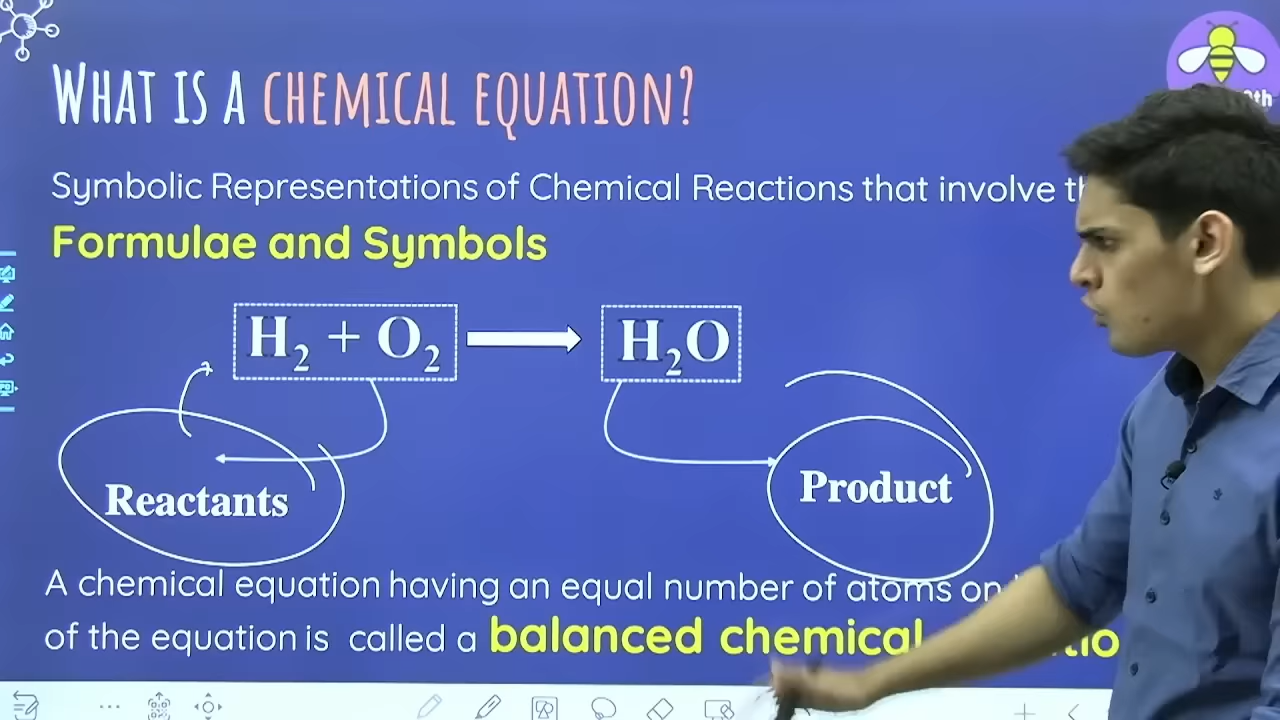 WHAT IS A CHEMICAL EQUATION?
Symbolic Representations of Chemical Reactions that involve
Formulae and Symbols
H₂ + O₂ H₂O
Reactants
Product
A chemical equation having an equal number of atoms on
of the equation is called a balanced chemical